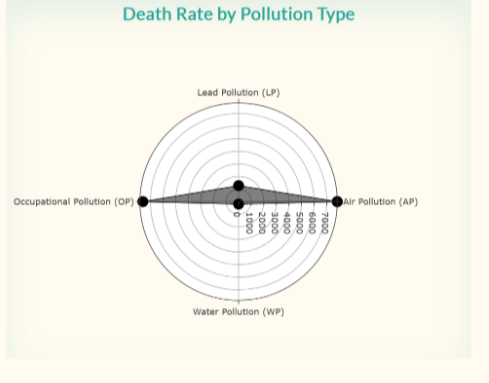 Death Rate by Pollution Type
Lead Pollution (LP)
Occupational Pollution (OP)
Air Pollution (AP)
0
1000
2000
3000
4000
5000
6000
7000
Water Pollution (WP)